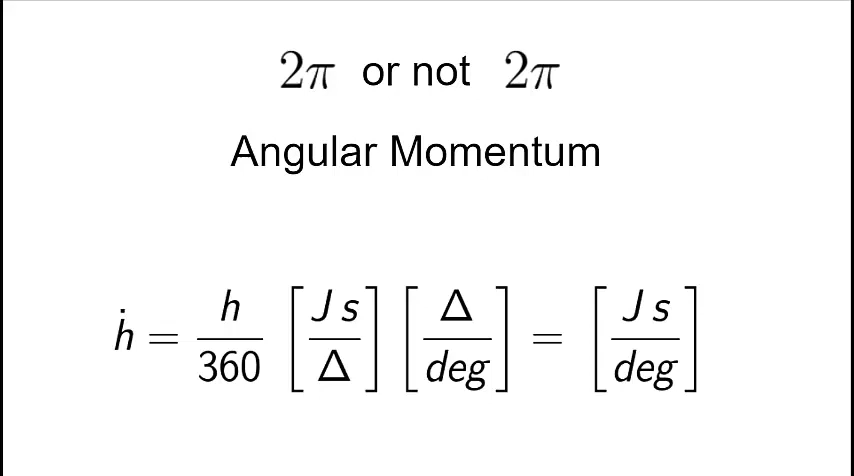 2π or not 2π
Angular Momentum
ḣ = h/360 [J s/Δ] [Δ/deg] = [J s/deg]